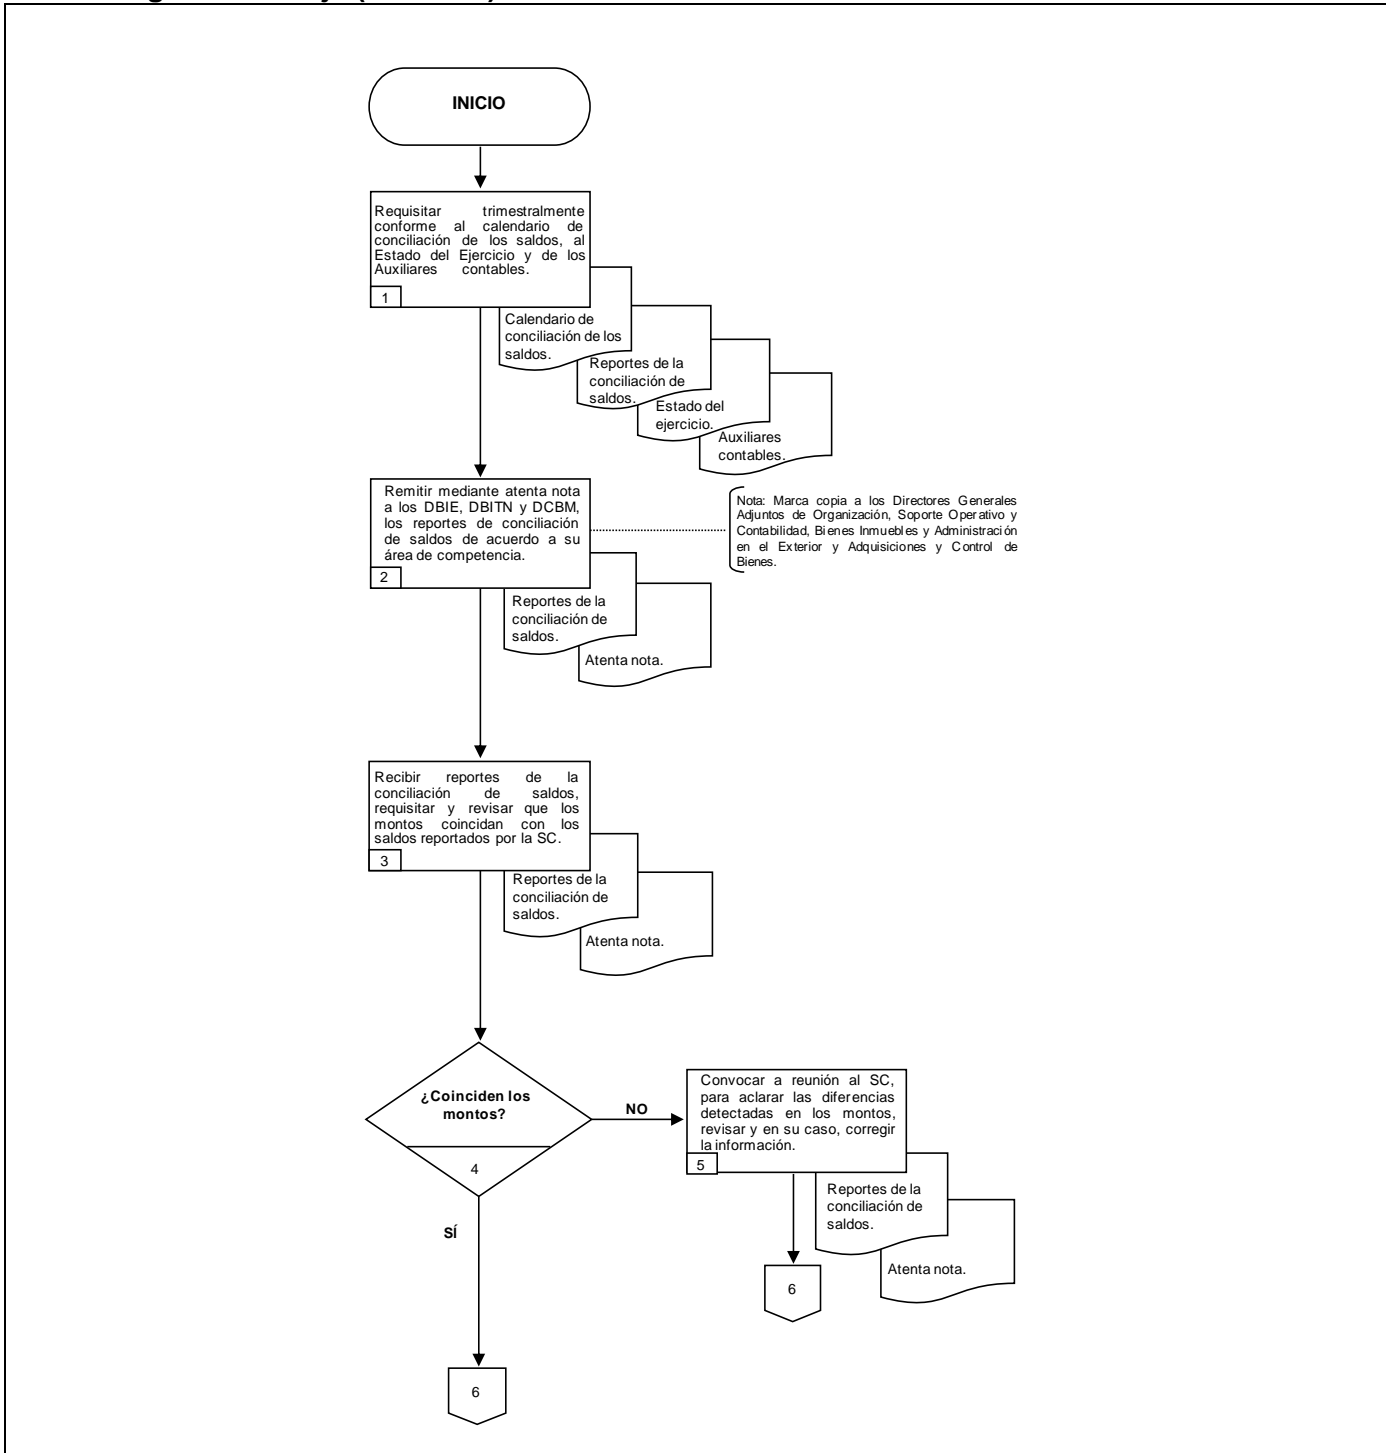 INICIO
Requisitar trimestralmente
conforme al calendario de
conciliación de los saldos, al
Estado del Ejercicio y de los
Auxiliares contables.
1
Calendario de
conciliación de los
saldos.
Reportes de la
conciliación de
saldos.
Estado del
ejercicio.
Auxiliares
contables.
Remitir mediante atenta nota
a los DBIE, DBITN y DCBM,
los reportes de conciliación
de saldos de acuerdo a su
área de competencia.
2
Nota: Marca copia a los Directores Generales
Adjuntos de Organización, Soporte Operativo y
Contabilidad, Bienes Inmuebles y Administración
en el Exterior y Adquisiciones y Control de
Bienes.
Reportes de la
conciliación de
saldos.
Atenta nota.
Recibir reportes de la
conciliación de saldos,
requisitar y revisar que los
montos coincidan con los
saldos reportados por la SC.
3
Reportes de la
conciliación de
saldos.
Atenta nota.
¿Coinciden los
montos?
4
NO
SÍ
Convocar a reunión al SC,
para aclarar las diferencias
detectadas en los montos,
revisar y en su caso, corregir
la información.
5
Reportes de la
conciliación de
saldos.
Atenta nota.
6
6